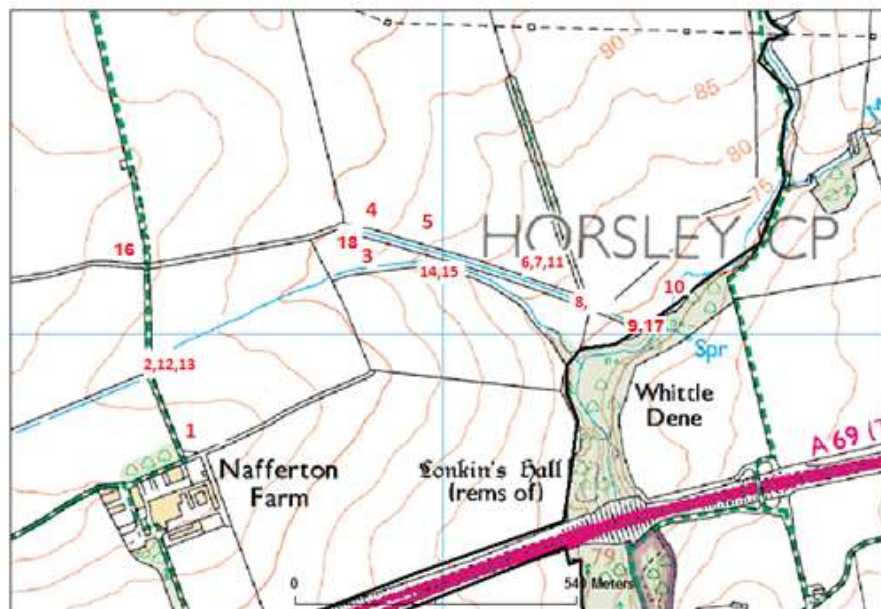 90
85
80
75
N
4
5
HORSLEY CP
16
18
3
6,7,11
14,15
10
8,
9,17
Spr
2,12,13
Whittle
Dene
1
A 69 (T
Nafferton
Farm
Lonkin's Hall
(rems of)
79
0
540 Meters